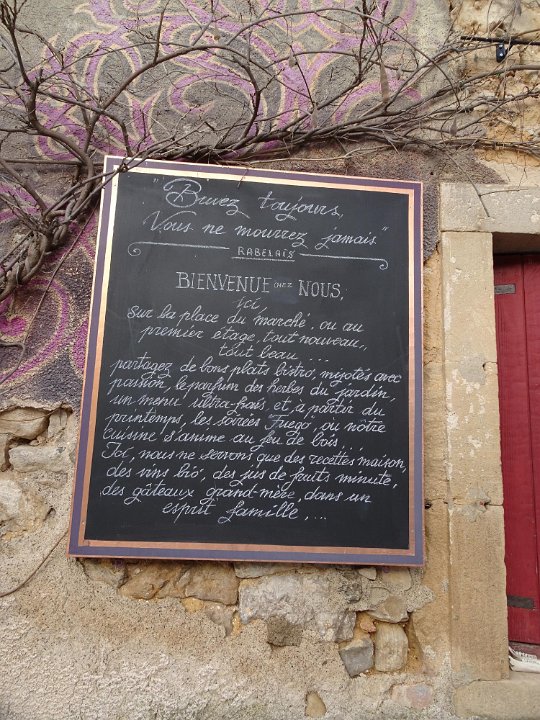 "Buvez toujours,
Vous ne mourrez jamais"
RABELAIS
BIENVENUE CHEZ NOUS,
ici,
sur la place du marché, ou au
premier étage, tout nouveau,
tout beau ...
partagez de bons plats bistro, mijotés avec
passion, le parfum des herbes du jardin,
un menu ultra-frais, et, à partir du
printemps, les soirées "Fuego", ou nôtre
Cuisine s'anime au feu de bois...
Ici, nous ne servons que des recettes maison,
des vins bio, des jus de fruits minute,
des gâteaux grand-mère, dans un
esprit famille, ...